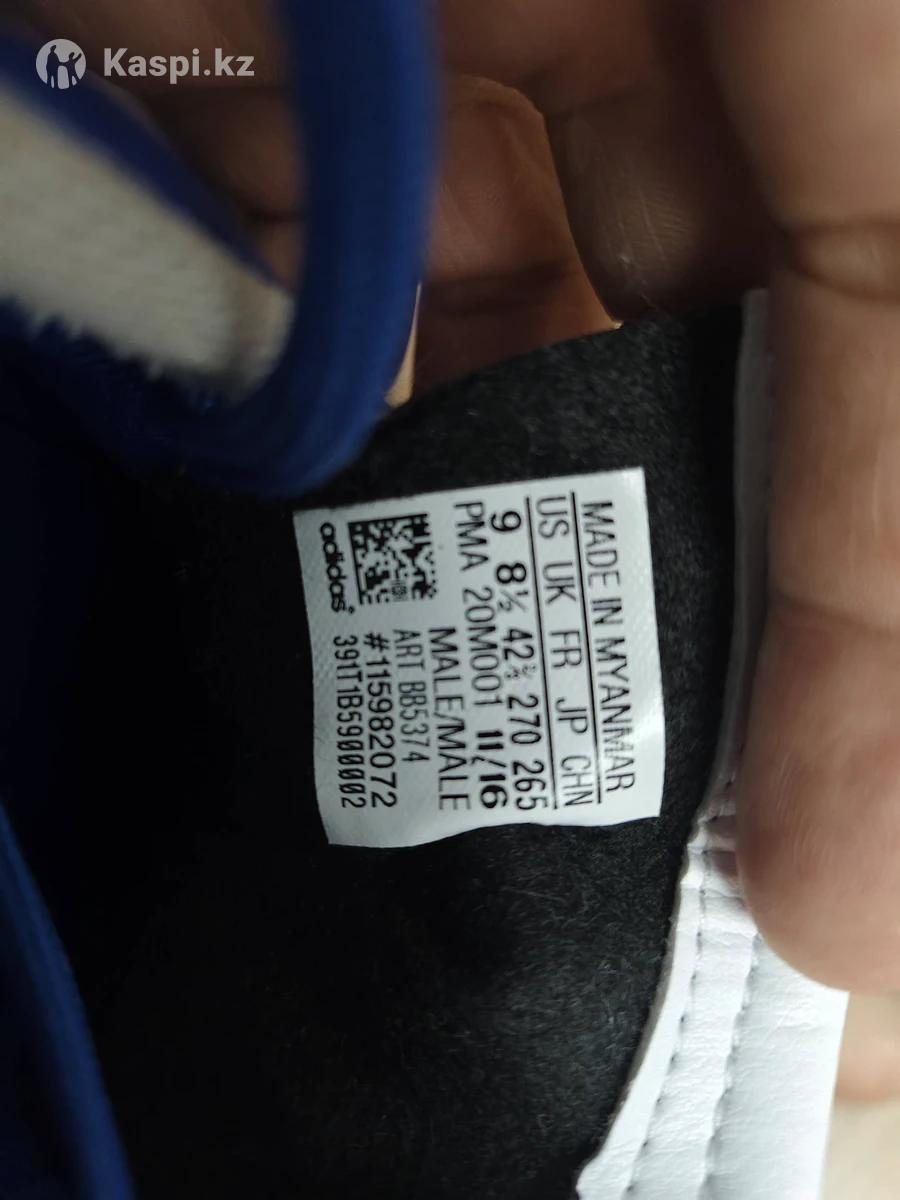 Kaspi.kz
MADE IN MYANMAR
US UK FR JP CHN
9 8½ 42⅔ 270 265
PMA 20M001 11/16
MALE/MALE
ART BB5374
#115982072
391T1B5900002
adidas®